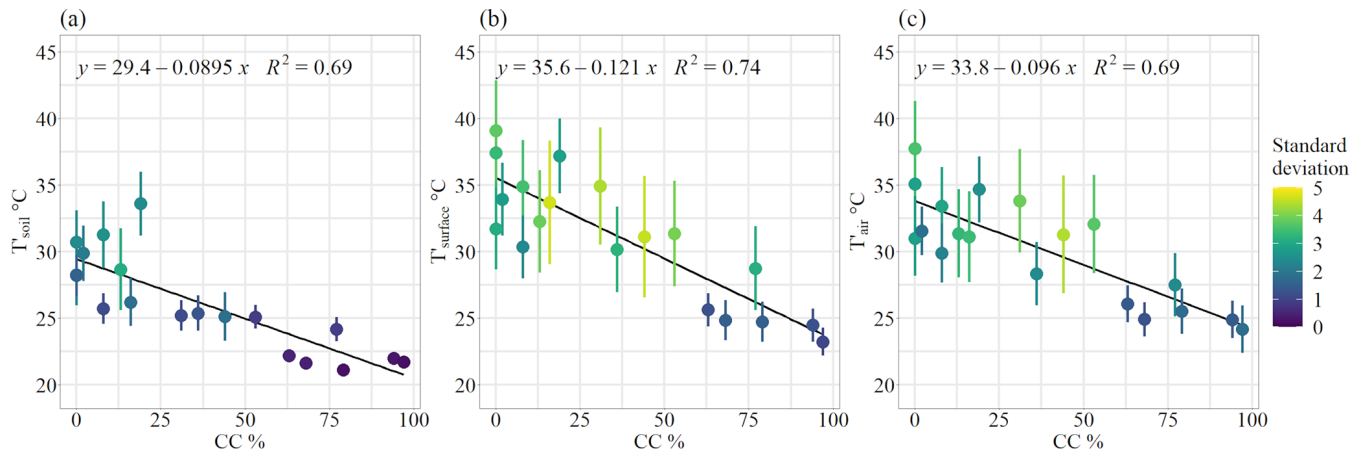 (a)
y = 29.4 – 0.0895 x R² = 0.69
45
40
35
30
25
20
T'soil °C
0 25 50 75 100
CC %
(b)
y = 35.6 – 0.121 x R² = 0.74
45
40
35
30
25
20
T'surface °C
0 25 50 75 100
CC %
(c)
y = 33.8 – 0.096 x R² = 0.69
45
40
35
30
25
20
T'air °C
0 25 50 75 100
CC %
Standard
deviation
5
4
3
2
1
0